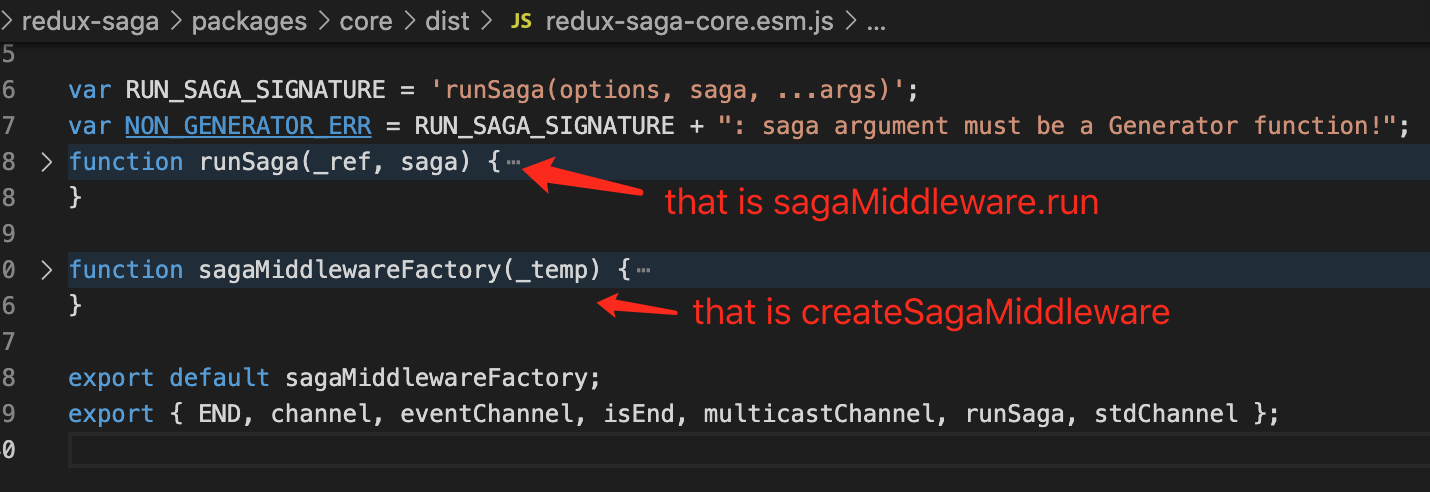 > redux-saga > packages > core > dist > JS redux-saga-core.esm.js > ...
5
6 var RUN_SAGA_SIGNATURE = 'runSaga(options, saga, ...args)';
7 var NON_GENERATOR_ERR = RUN_SAGA_SIGNATURE + ": saga argument must be a Generator function!";
8 > function runSaga(_ref, saga) {⋯
8 }
that is sagaMiddleware.run
9
0 > function sagaMiddlewareFactory(_temp) {⋯
6 }
that is createSagaMiddleware
7
8 export default sagaMiddlewareFactory;
9 export { END, channel, eventChannel, isEnd, multicastChannel, runSaga, stdChannel };
0